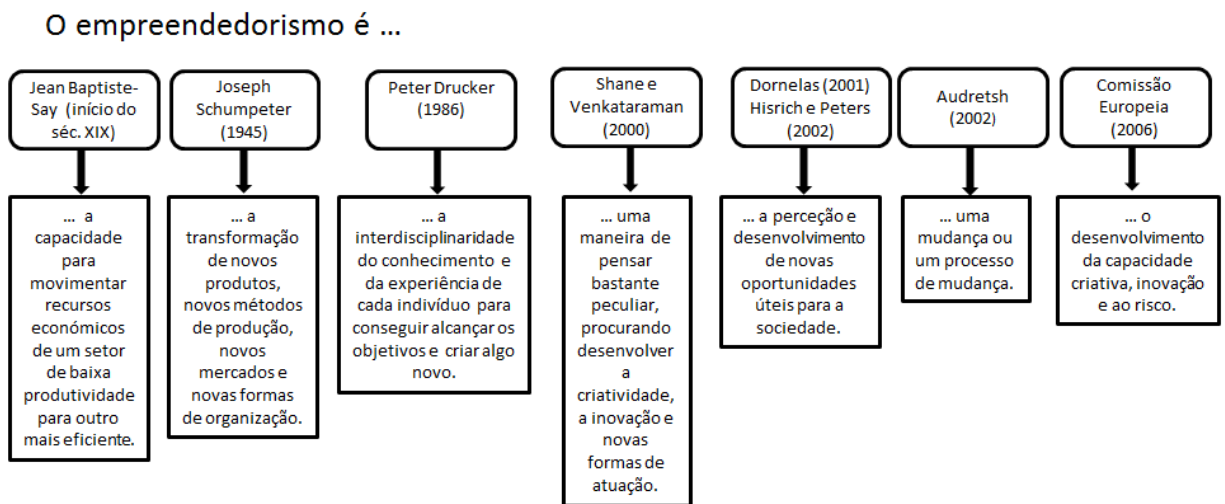 O empreendedorismo é ...
Jean Baptiste-
Say (início do
séc. XIX)
... a
capacidade
para
movimentar
recursos
económicos
de um setor
de baixa
produtividade
para outro
mais eficiente.
Joseph
Schumpeter
(1945)
... a
transformação
de novos
produtos,
novos métodos
de produção,
novos
mercados e
novas formas
de organização.
Peter Drucker
(1986)
... a
interdisciplinaridade
do conhecimento e
da experiência de
cada indivíduo para
conseguir alcançar os
objetivos e criar algo
novo.
Shane e
Venkataraman
(2000)
... uma
maneira de
pensar
bastante
peculiar,
procurando
desenvolver
a
criatividade,
a inovação e
novas
formas de
atuação.
Dornelas (2001)
Hisrich e Peters
(2002)
... a perceção e
desenvolvimento
de novas
oportunidades
úteis para a
sociedade.
Audretsh
(2002)
... uma
mudança ou
um processo
de mudança.
Comissão
Europeia
(2006)
... o
desenvolvimento
da capacidade
criativa, inovação
e ao risco.